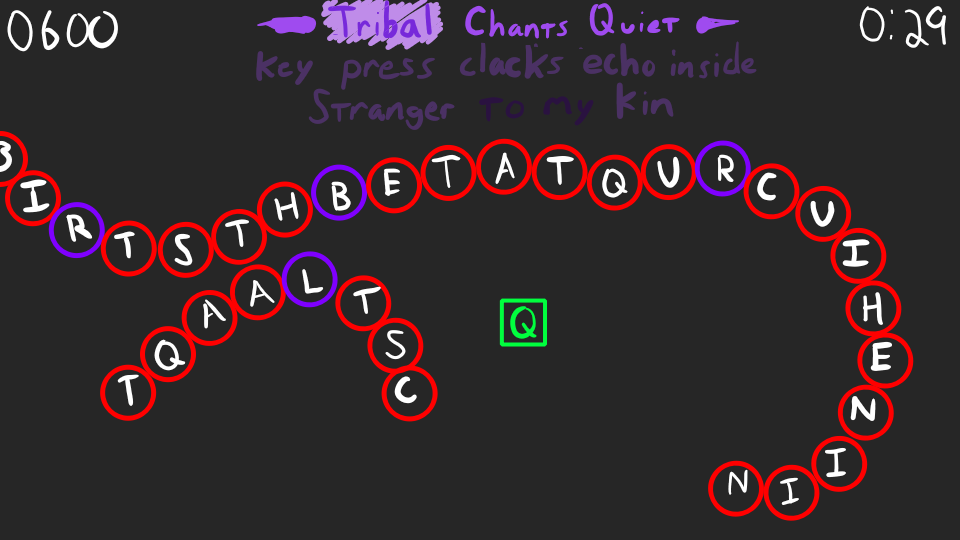 0600
0:29
Tribal Chants Quiet
Key press clacks echo inside
Stranger To my Kin
B I R T S T H B E T A T Q U R C U I H E N I I N
T Q A A L T S C
Q